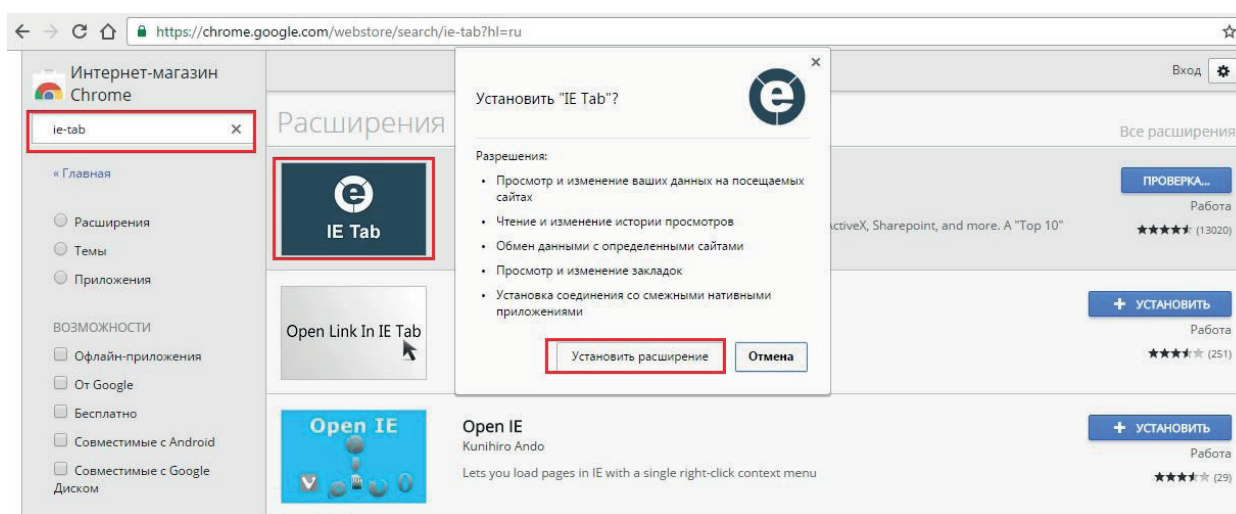 https://chrome.google.com/webstore/search/ie-tab?hl=ru
Интернет-магазин
Chrome
ie-tab
« Главная
Расширения
Темы
Приложения
ВОЗМОЖНОСТИ
Офлайн-приложения
От Google
Бесплатно
Совместимые с Android
Совместимые с Google
Диском
Вход
Расширения
Все расширения
IE Tab
ПРОВЕРКА...
Работа
ActiveX, Sharepoint, and more. A "Top 10"
(13020)
Установить "IE Tab"?
Разрешения:
• Просмотр и изменение ваших данных на посещаемых
сайтах
• Чтение и изменение истории просмотров
• Обмен данными с определенными сайтами
• Просмотр и изменение закладок
• Установка соединения со смежными нативными
приложениями
Установить расширение
Отмена
Open Link In IE Tab
+ УСТАНОВИТЬ
Работа
(251)
Open IE
Open IE
Kunihiro Ando
Lets you load pages in IE with a single right-click context menu
+ УСТАНОВИТЬ
Работа
(29)